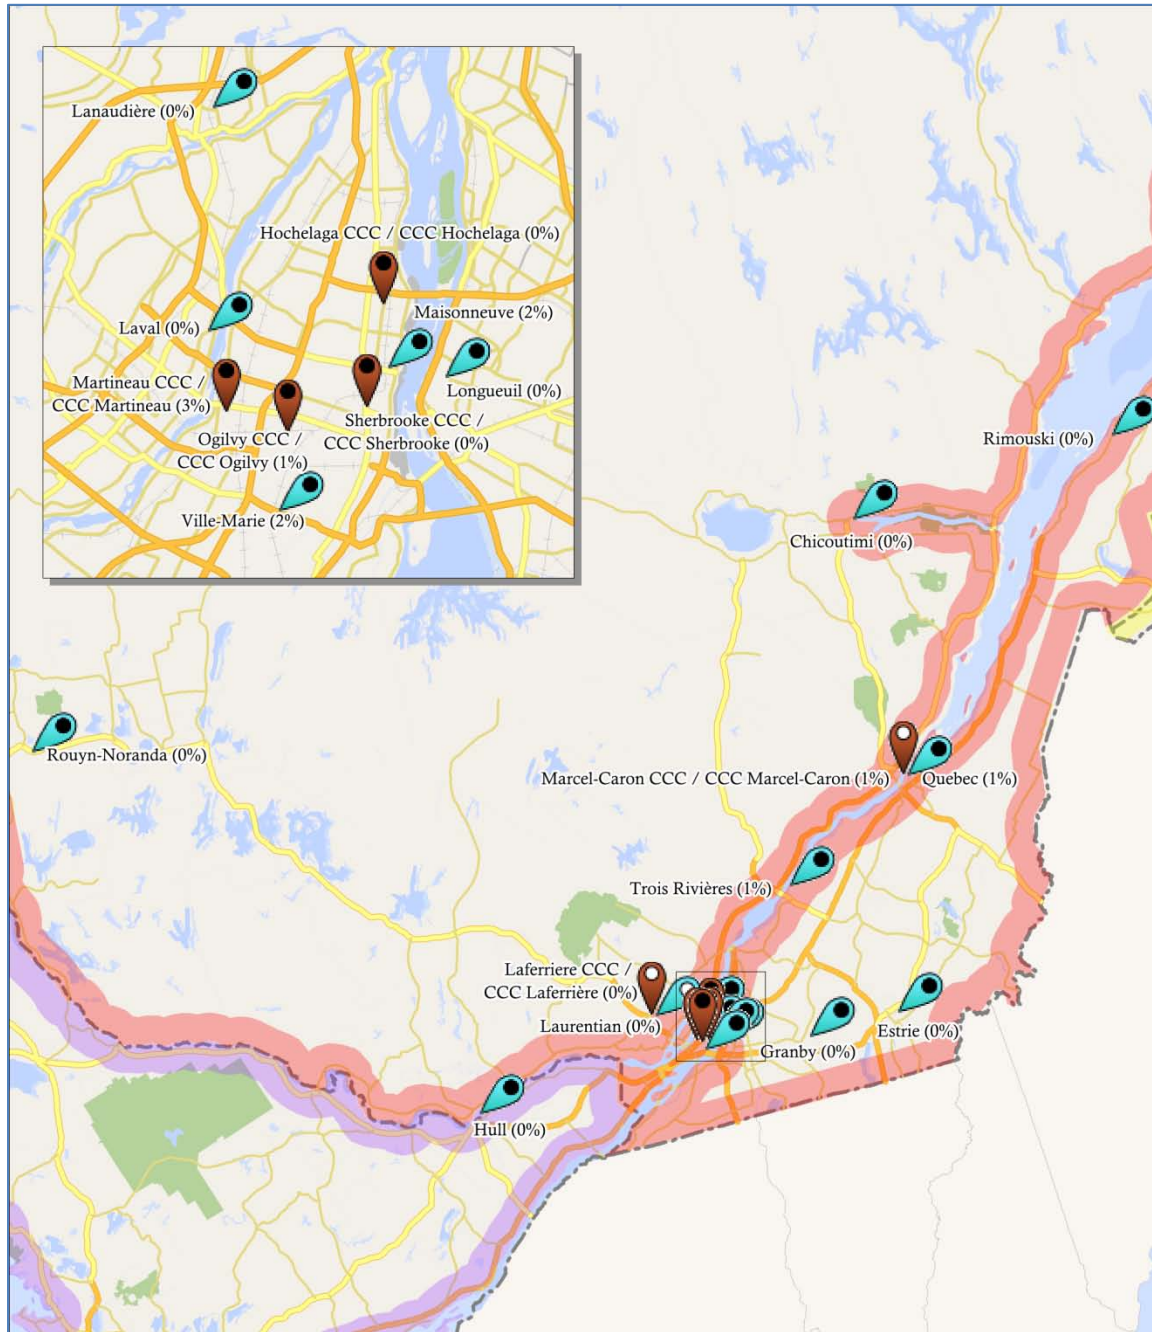 Lanaudière (0%)
Hochelaga CCC / CCC Hochelaga (0%)
Maisonneuve (2%)
Laval (0%)
Martineau CCC /
CCC Martineau (3%)
Longueuil (0%)
Sherbrooke CCC /
CCC Sherbrooke (0%)
Ogilvy CCC /
CCC Ogilvy (1%)
Ville-Marie (2%)
Rimouski (0%)
Chicoutimi (0%)
Rouyn-Noranda (0%)
Marcel-Caron CCC / CCC Marcel-Caron (1%)
Quebec (1%)
Trois Rivières (1%)
Laferriere CCC /
CCC Laferrière (0%)
Laurentian (0%)
Granby (0%)
Estrie (0%)
Hull (0%)